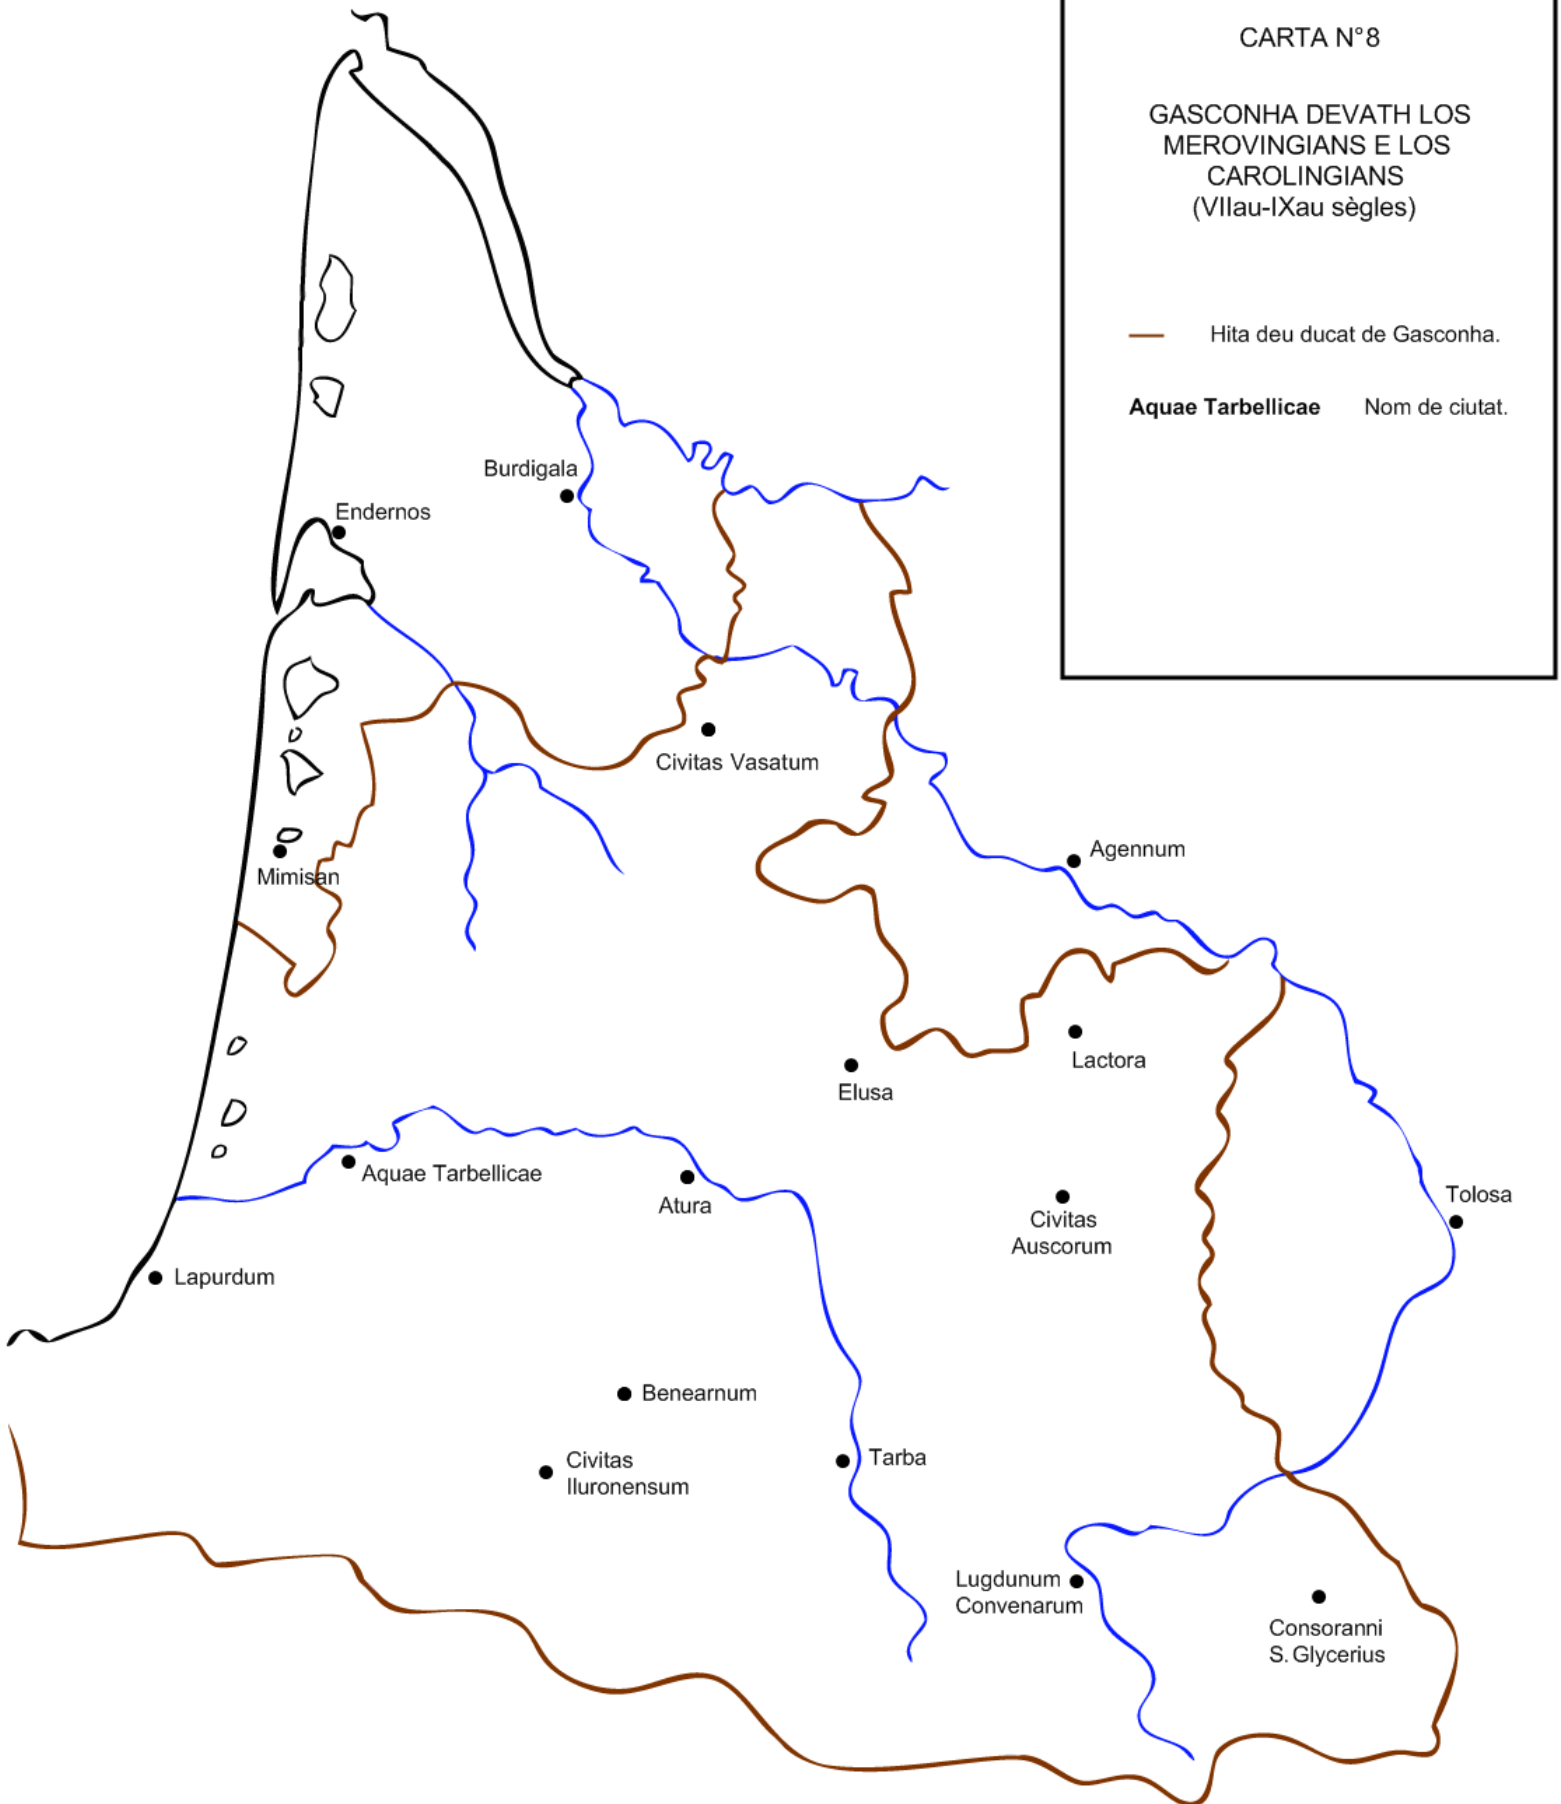 CARTA N°8
GASCONHA DEVATH LOS
MEROVINGIANS E LOS
CAROLINGIANS
(VIIau-IXau sègles)
Hita deu ducat de Gasconha.
Aquae Tarbellicae Nom de ciutat.
Burdigala
Endernos
Civitas Vasatum
Agennum
Mimisan
Lactora
Elusa
Aquae Tarbellicae
Atura
Civitas
Auscorum
Tolosa
Lapurdum
Benearnum
Civitas
Iluronensum
Tarba
Lugdunum
Convenarum
Consoranni
S. Glycerius